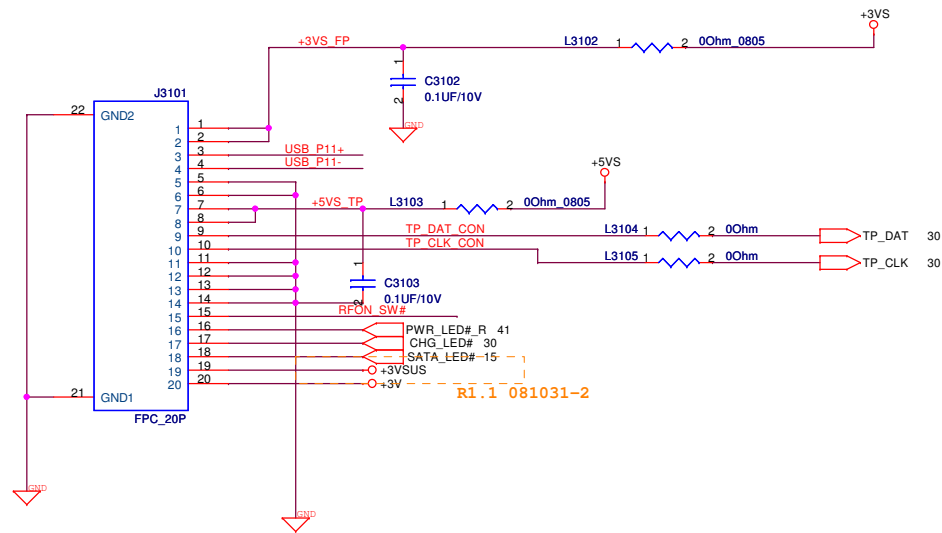 +3VS
+3VS_FP
L3102 1 2 0Ohm_0805
1
C3102
2
0.1UF/10V
GND
J3101
22
GND2
1 1
2 2
3 3 USB_P11+
4 4 USB_P11-
5 5
6 6
7 7 +5VS_TP L3103 1 2 0Ohm_0805
+5VS
8 8
9 9 TP_DAT_CON L3104 1 2 0Ohm TP_DAT 30
10 10 TP_CLK_CON L3105 1 2 0Ohm TP_CLK 30
11 11
12 12
1
C3103
13 13
2
0.1UF/10V
14 14
15 15 RFON_SW#
16 16 PWR_LED#_R 41
17 17 CHG_LED# 30
18 18 SATA_LED# 15
19 19 +3VSUS
20 20 +3V
R1.1 081031-2
21
GND1
FPC_20P
GND
GND